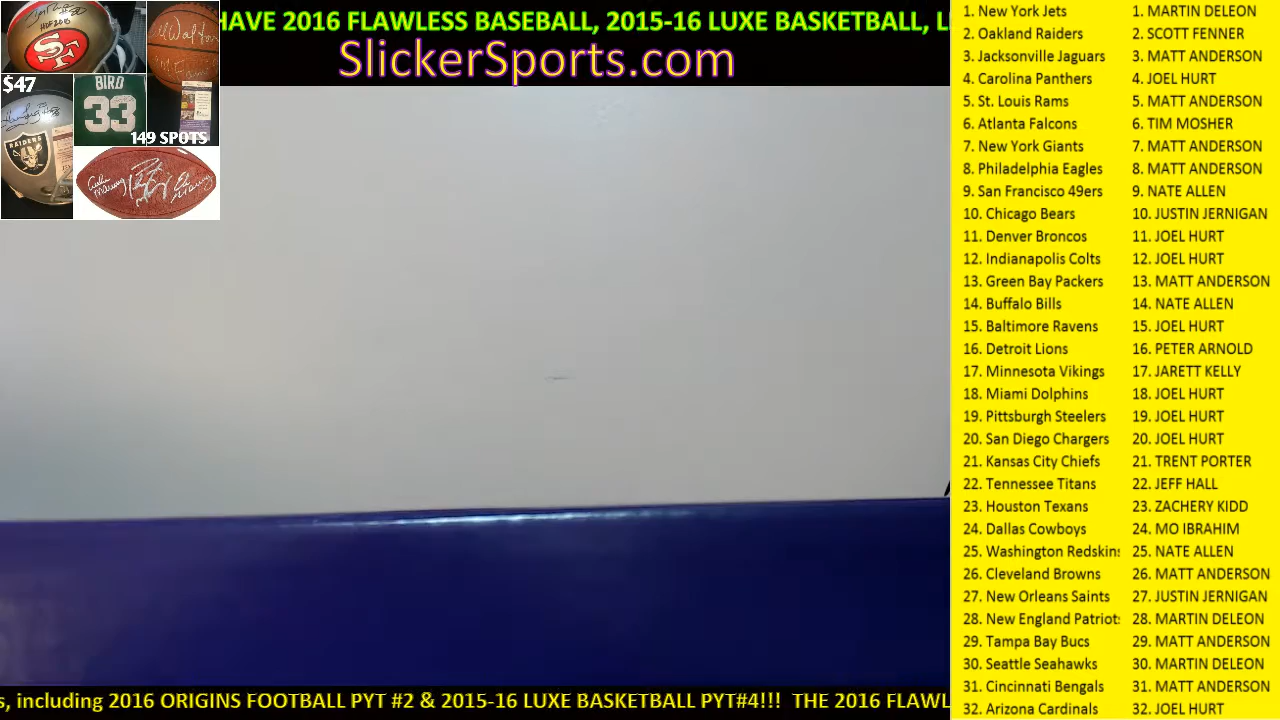 HAVE 2016 FLAWLESS BASEBALL, 2015-16 LUXE BASKETBALL,
SlickerSports.com
$47
BIRD
33
149 SPOTS
RAIDERS
SF
1. New York Jets 1. MARTIN DELEON
2. Oakland Raiders 2. SCOTT FENNER
3. Jacksonville Jaguars 3. MATT ANDERSON
4. Carolina Panthers 4. JOEL HURT
5. St. Louis Rams 5. MATT ANDERSON
6. Atlanta Falcons 6. TIM MOSHER
7. New York Giants 7. MATT ANDERSON
8. Philadelphia Eagles 8. MATT ANDERSON
9. San Francisco 49ers 9. NATE ALLEN
10. Chicago Bears 10. JUSTIN JERNIGAN
11. Denver Broncos 11. JOEL HURT
12. Indianapolis Colts 12. JOEL HURT
13. Green Bay Packers 13. MATT ANDERSON
14. Buffalo Bills 14. NATE ALLEN
15. Baltimore Ravens 15. JOEL HURT
16. Detroit Lions 16. PETER ARNOLD
17. Minnesota Vikings 17. JARETT KELLY
18. Miami Dolphins 18. JOEL HURT
19. Pittsburgh Steelers 19. JOEL HURT
20. San Diego Chargers 20. JOEL HURT
21. Kansas City Chiefs 21. TRENT PORTER
22. Tennessee Titans 22. JEFF HALL
23. Houston Texans 23. ZACHERY KIDD
24. Dallas Cowboys 24. MO IBRAHIM
25. Washington Redskins 25. NATE ALLEN
26. Cleveland Browns 26. MATT ANDERSON
27. New Orleans Saints 27. JUSTIN JERNIGAN
28. New England Patriots 28. MARTIN DELEON
29. Tampa Bay Bucs 29. MATT ANDERSON
30. Seattle Seahawks 30. MARTIN DELEON
31. Cincinnati Bengals 31. MATT ANDERSON
32. Arizona Cardinals 32. JOEL HURT
s, including 2016 ORIGINS FOOTBALL PYT #2 & 2015-16 LUXE BASKETBALL PYT#4!!! THE 2016 FLAWL